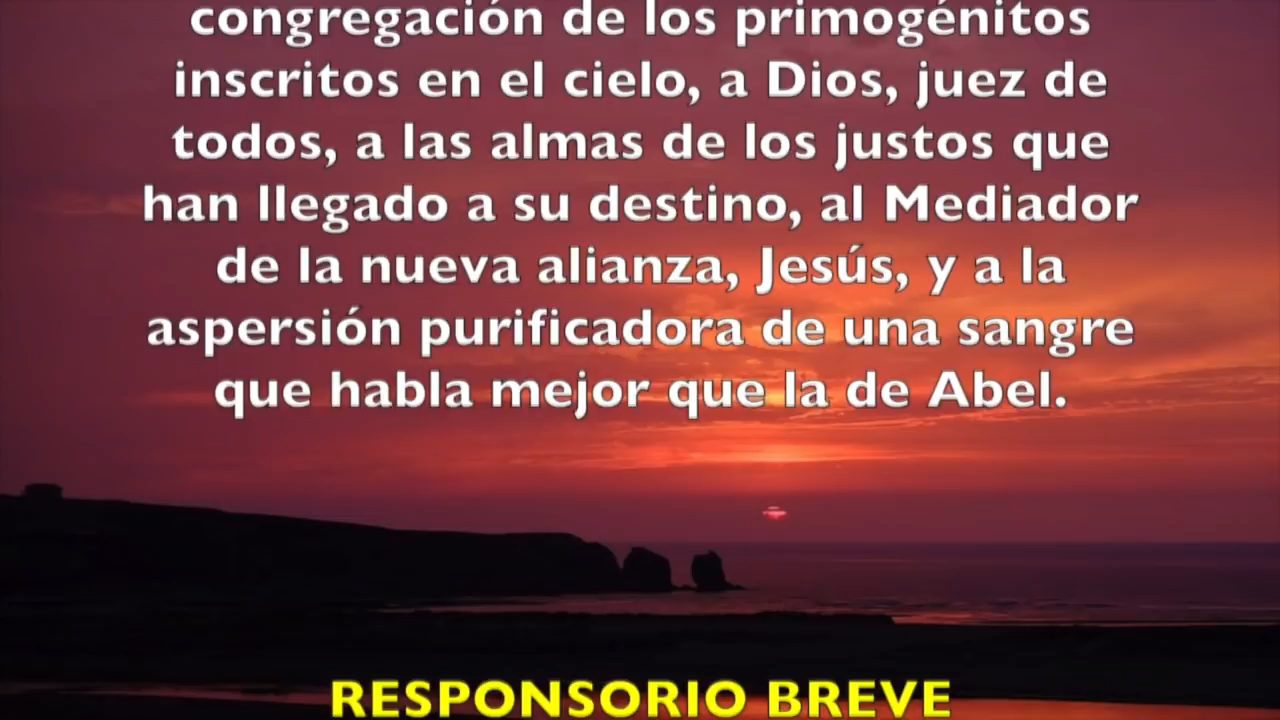 congregación de los primogénitos
inscritos en el cielo, a Dios, juez de
todos, a las almas de los justos que
han llegado a su destino, al Mediador
de la nueva alianza, Jesús, y a la
aspersión purificadora de una sangre
que habla mejor que la de Abel.
RESPONSORIO BREVE